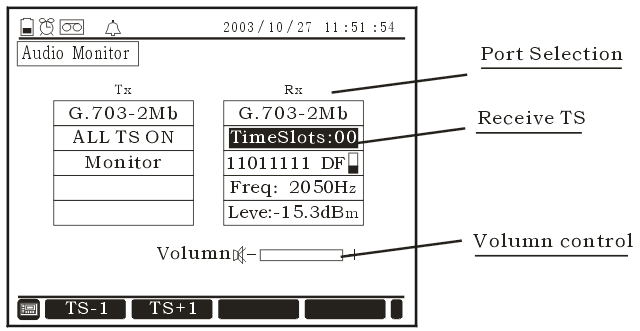 2003/10/27 11:51:54
Audio Monitor
Tx
G.703-2Mb
ALL TS ON
Monitor
Rx
G.703-2Mb
TimeSlots:00
11011111 DF
Freq: 2050Hz
Leve:-15.3dBm
Volumn - +
TS-1 TS+1
Port Selection
Receive TS
Volumn control